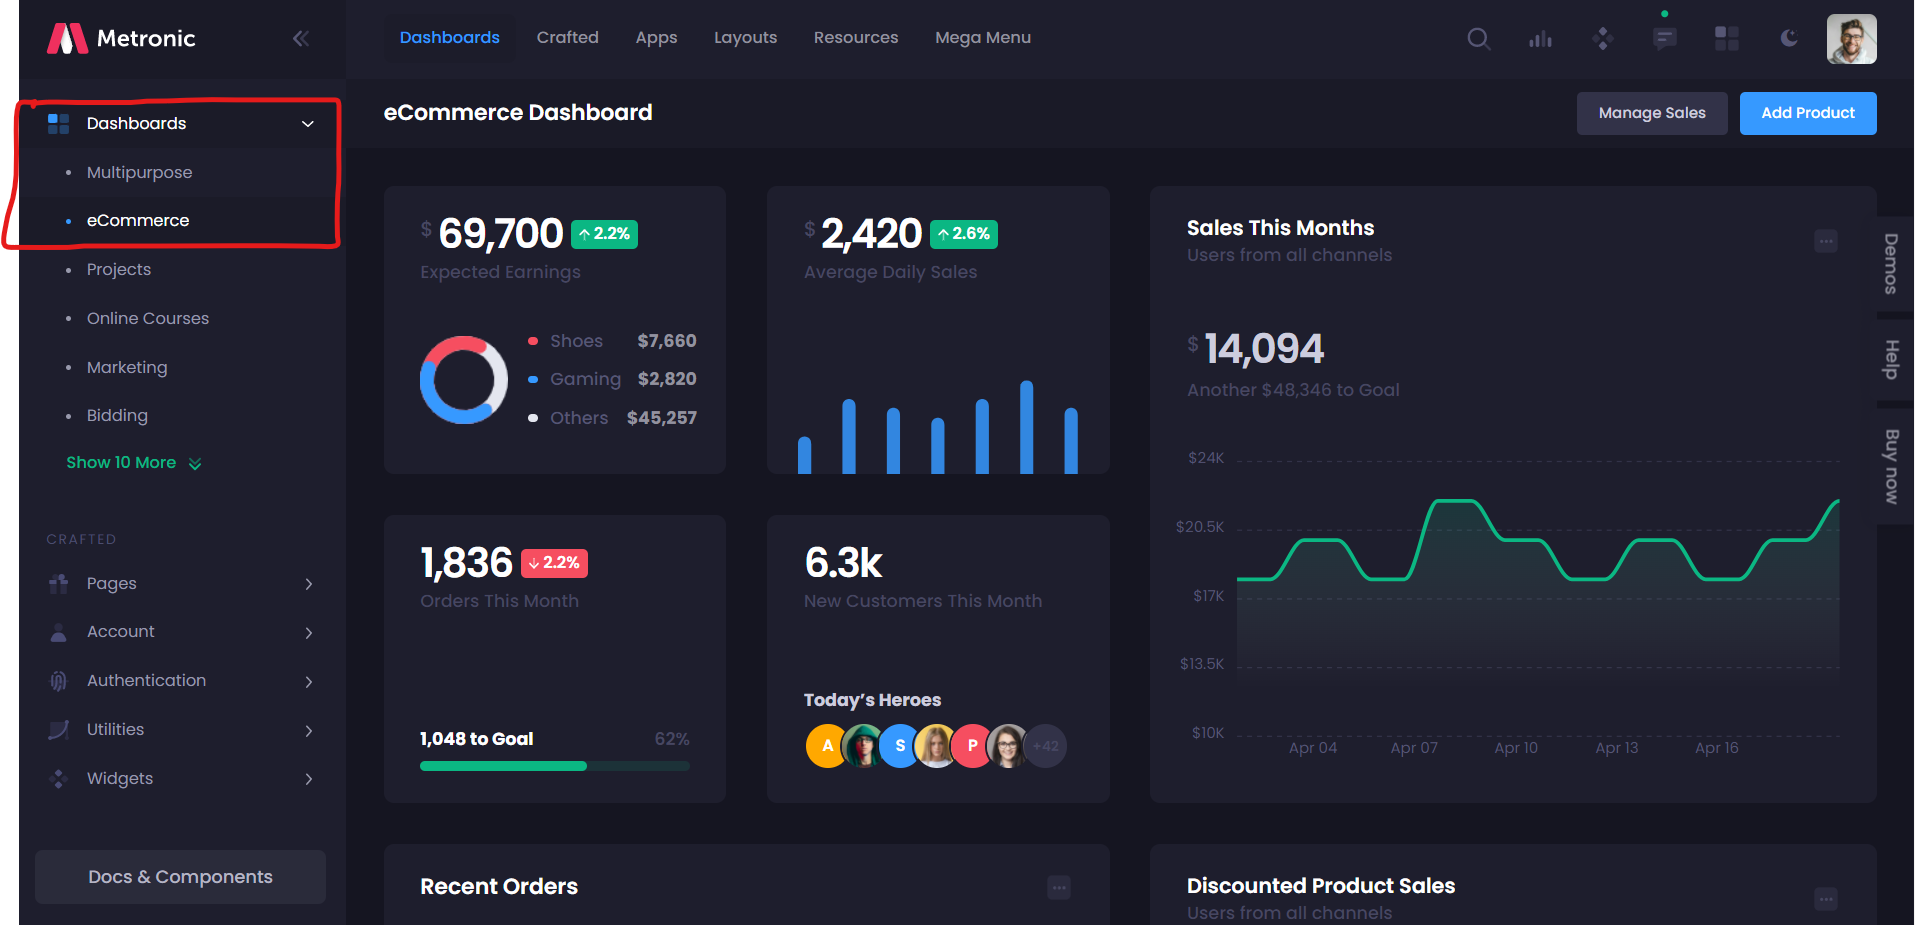 Metronic
Dashboards Crafted Apps Layouts Resources Mega Menu
Dashboards
Multipurpose
eCommerce
Projects
Online Courses
Marketing
Bidding
Show 10 More
CRAFTED
Pages
Account
Authentication
Utilities
Widgets
Docs & Components
eCommerce Dashboard
Manage Sales
Add Product
$ 69,700 ↑ 2.2%
Expected Earnings
Shoes $7,660
Gaming $2,820
Others $45,257
$ 2,420 ↑ 2.6%
Average Daily Sales
Sales This Months
Users from all channels
$ 14,094
Another $48,346 to Goal
$24K
$20.5K
$17K
$13.5K
$10K
Apr 04 Apr 07 Apr 10 Apr 13 Apr 16
1,836 ↓ 2.2%
Orders This Month
1,048 to Goal 62%
6.3k
New Customers This Month
Today’s Heroes
A S P +42
Recent Orders
Discounted Product Sales
Users from all channels
Demos
Help
Buy now